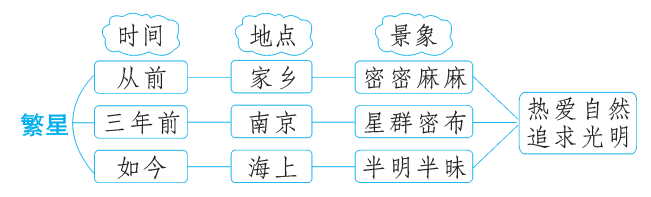 时间 地点 景象
从前 家乡 密密麻麻
繁星 三年前 南京 星群密布
热爱自然
追求光明
如今 海上 半明半昧